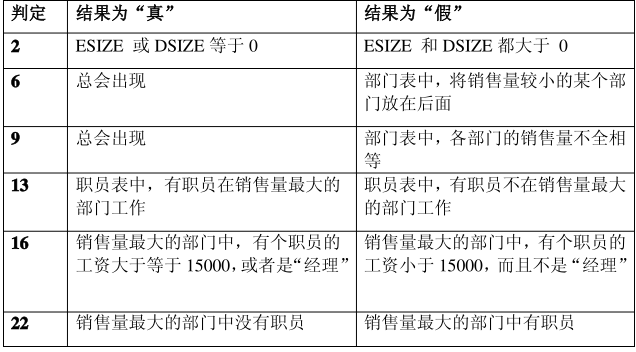 判定 结果为“真” 结果为“假”
2 ESIZE 或 DSIZE 等于 0 ESIZE 和 DSIZE 都大于 0
6 总会出现 部门表中，将销售量较小的某个部
门放在后面
9 总会出现 部门表中，各部门的销售量不全相
等
13 职员表中，有职员在销售量最大的 职员表中，有职员不在销售量最大
部门工作 的部门工作
16 销售量最大的部门中，有个职员的 销售量最大的部门中，有个职员的
工资大于等于 15000，或者是“经理” 工资小于 15000，而且不是“经理”
22 销售量最大的部门中没有职员 销售量最大的部门中有职员